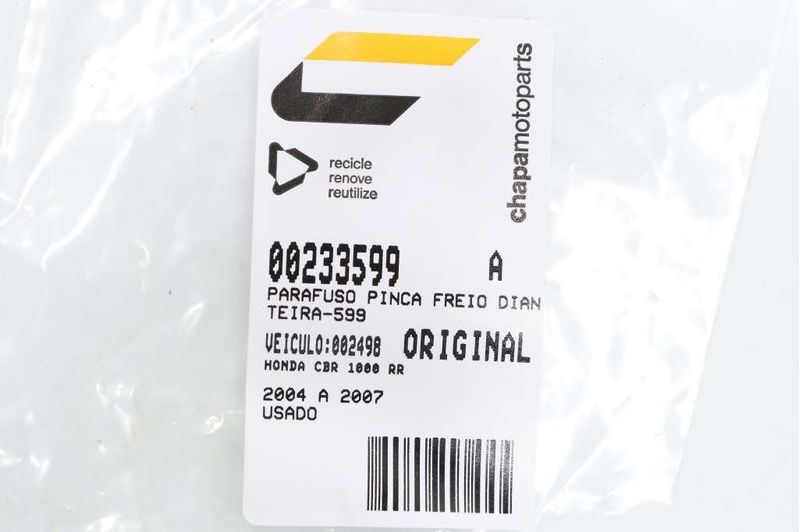 chapamotoparts
recicle
renove
reutilize
00233599 A
PARAFUSO PINCA FREIO DIAN
TEIRA-599
VEICULO:002498 ORIGINAL
HONDA CBR 1000 RR
2004 A 2007
USADO